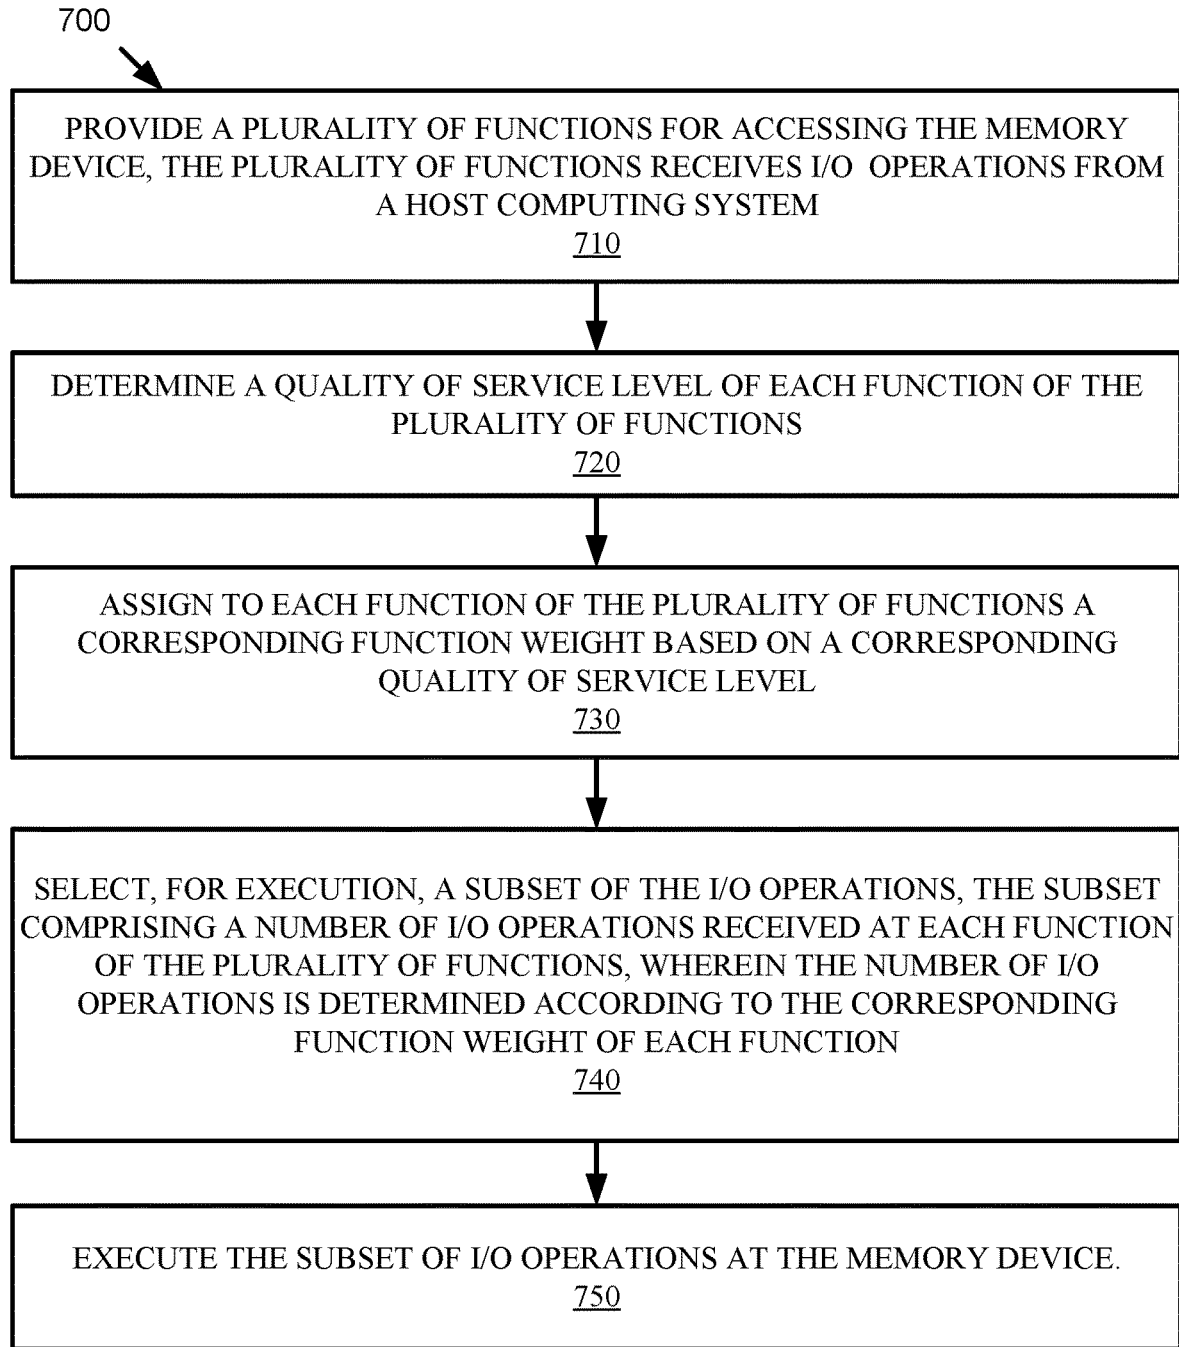 700
PROVIDE A PLURALITY OF FUNCTIONS FOR ACCESSING THE MEMORY
DEVICE, THE PLURALITY OF FUNCTIONS RECEIVES I/O OPERATIONS FROM
A HOST COMPUTING SYSTEM
710
DETERMINE A QUALITY OF SERVICE LEVEL OF EACH FUNCTION OF THE
PLURALITY OF FUNCTIONS
720
ASSIGN TO EACH FUNCTION OF THE PLURALITY OF FUNCTIONS A
CORRESPONDING FUNCTION WEIGHT BASED ON A CORRESPONDING
QUALITY OF SERVICE LEVEL
730
SELECT, FOR EXECUTION, A SUBSET OF THE I/O OPERATIONS, THE SUBSET
COMPRISING A NUMBER OF I/O OPERATIONS RECEIVED AT EACH FUNCTION
OF THE PLURALITY OF FUNCTIONS, WHEREIN THE NUMBER OF I/O
OPERATIONS IS DETERMINED ACCORDING TO THE CORRESPONDING
FUNCTION WEIGHT OF EACH FUNCTION
740
EXECUTE THE SUBSET OF I/O OPERATIONS AT THE MEMORY DEVICE.
750